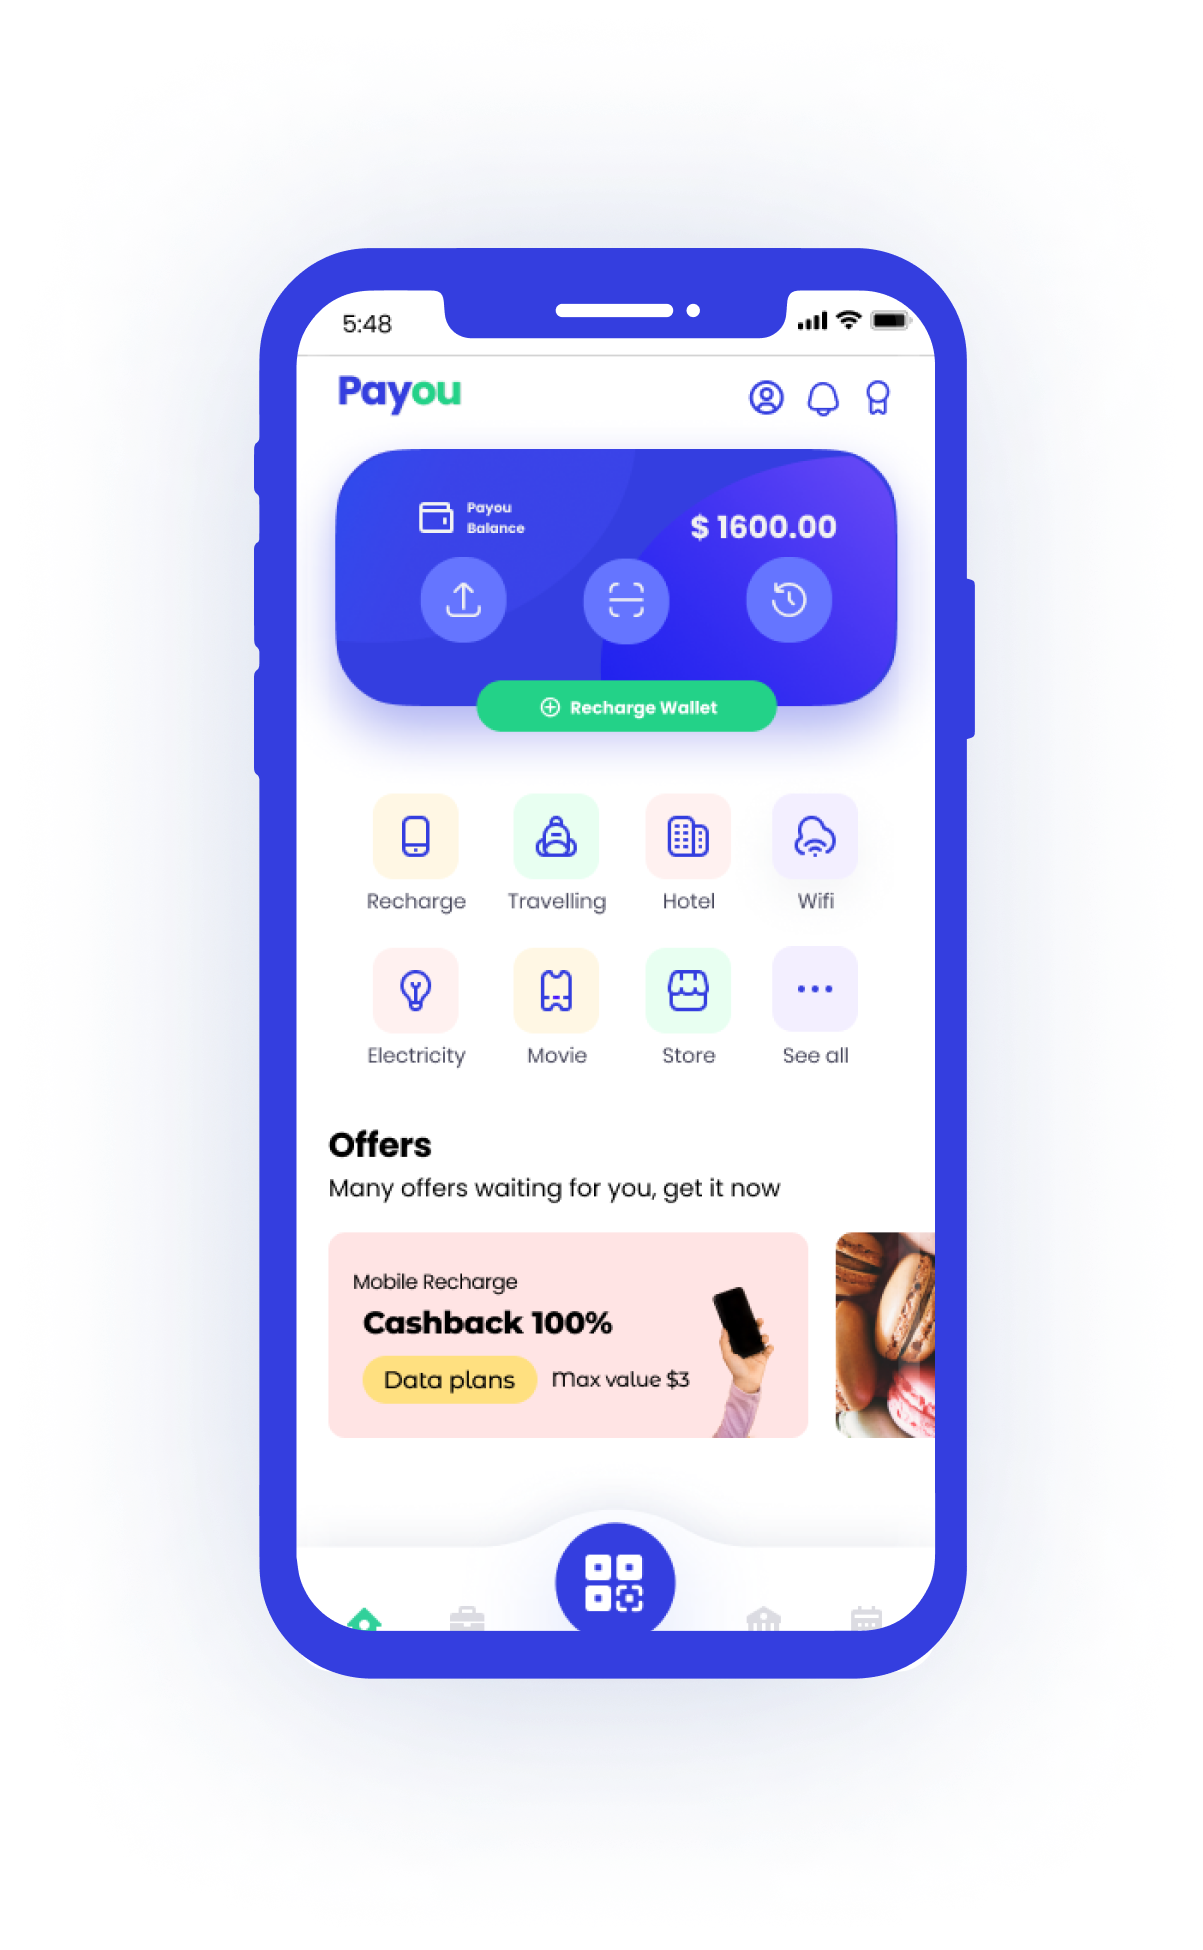 5:48
Payou
Payou
Balance
$ 1600.00
Recharge Wallet
Recharge
Travelling
Hotel
Wifi
Electricity
Movie
Store
See all
Offers
Many offers waiting for you, get it now
Mobile Recharge
Cashback 100%
Data plans
max value $3